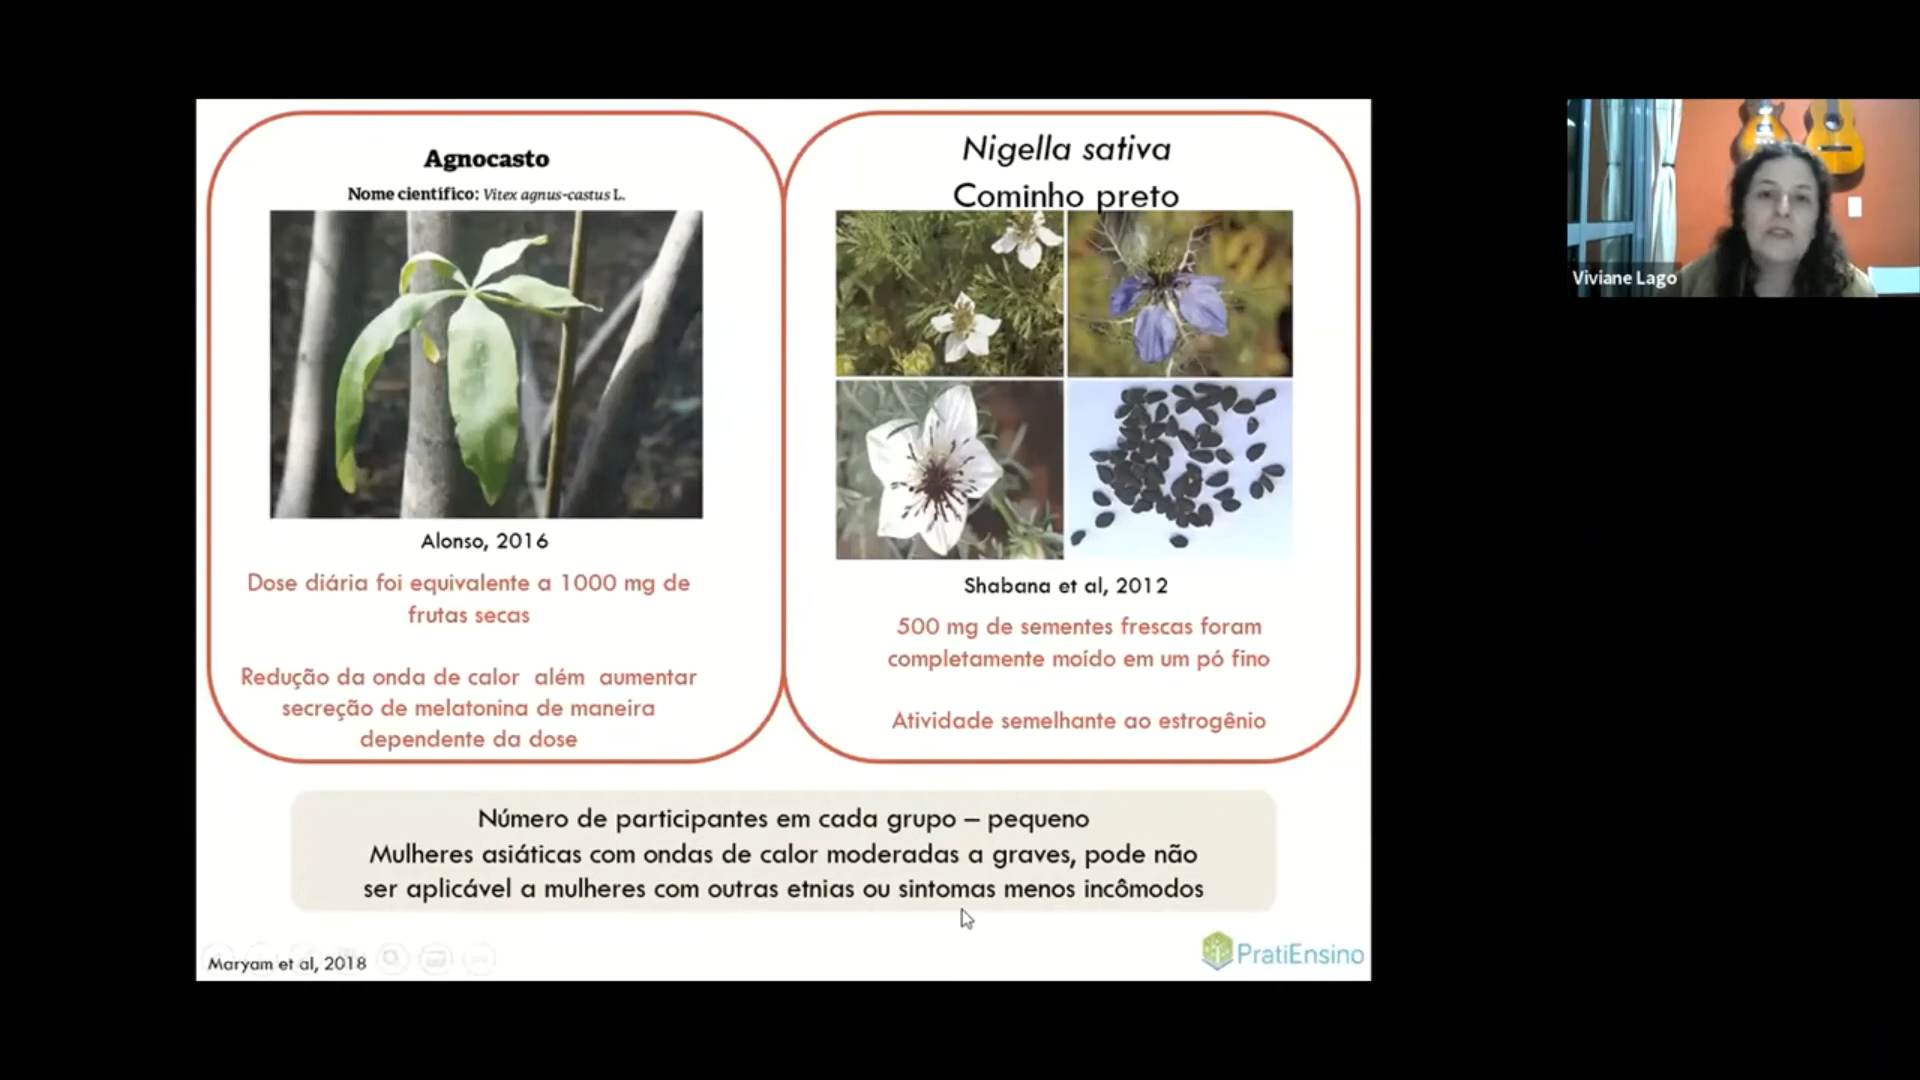 Agnocasto
Nome científico: Vitex agnus-castus L.
Alonso, 2016
Dose diária foi equivalente a 1000 mg de
frutas secas
Redução da onda de calor além aumentar
secreção de melatonina de maneira
dependente da dose
Nigella sativa
Cominho preto
Shabana et al, 2012
500 mg de sementes frescas foram
completamente moído em um pó fino
Atividade semelhante ao estrogênio
Número de participantes em cada grupo – pequeno
Mulheres asiáticas com ondas de calor moderadas a graves, pode não
ser aplicável a mulheres com outras etnias ou sintomas menos incômodos
Maryam et al, 2018
PratiEnsino
Viviane Lago